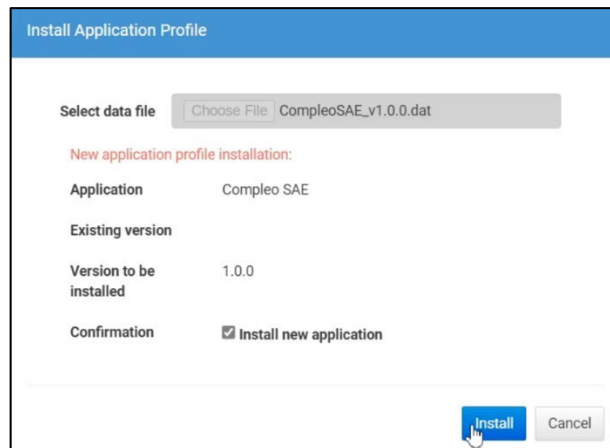 Install Application Profile
Select data file Choose File CompleoSAE_v1.0.0.dat
New application profile installation:
Application Compleo SAE
Existing version
Version to be installed 1.0.0
Confirmation Install new application
Install Cancel